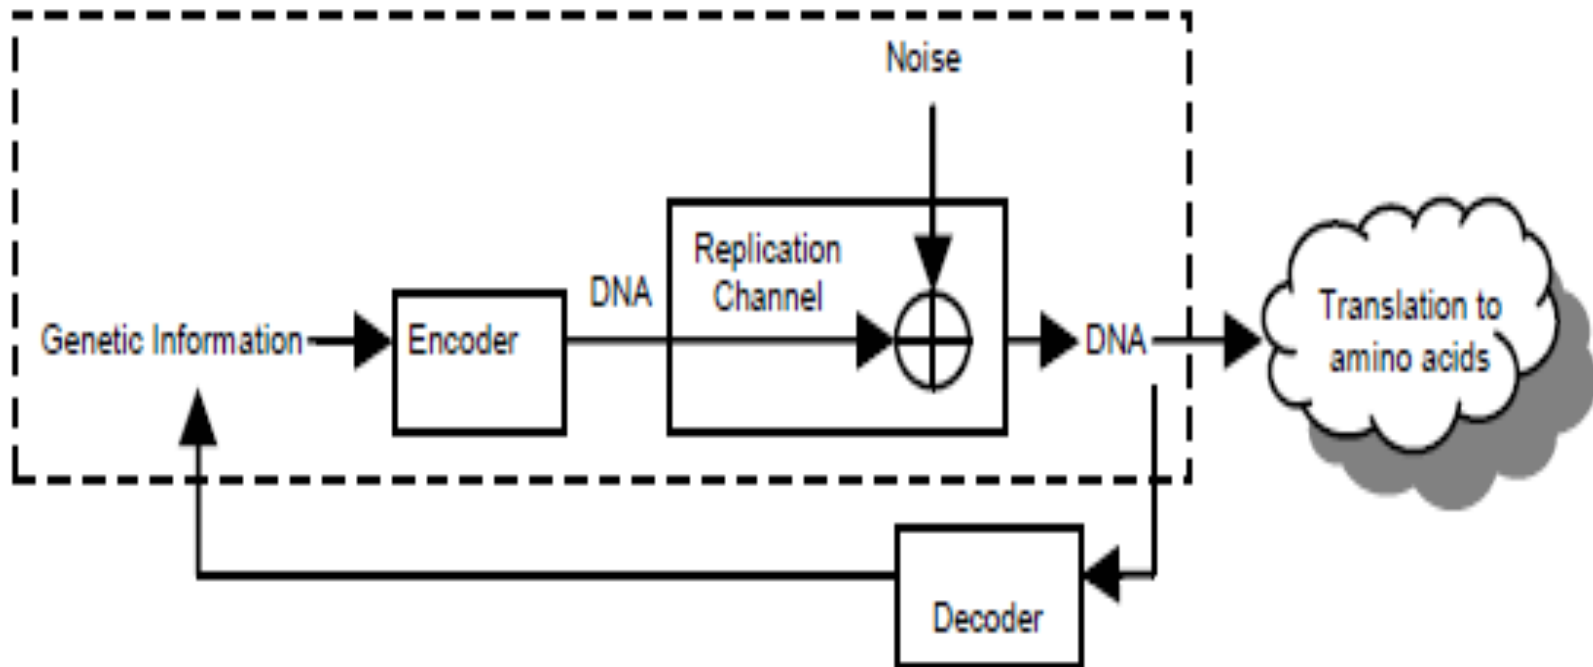 Noise
Replication
Channel
DNA
Genetic Information
Encoder
DNA
Translation to
amino acids
Decoder